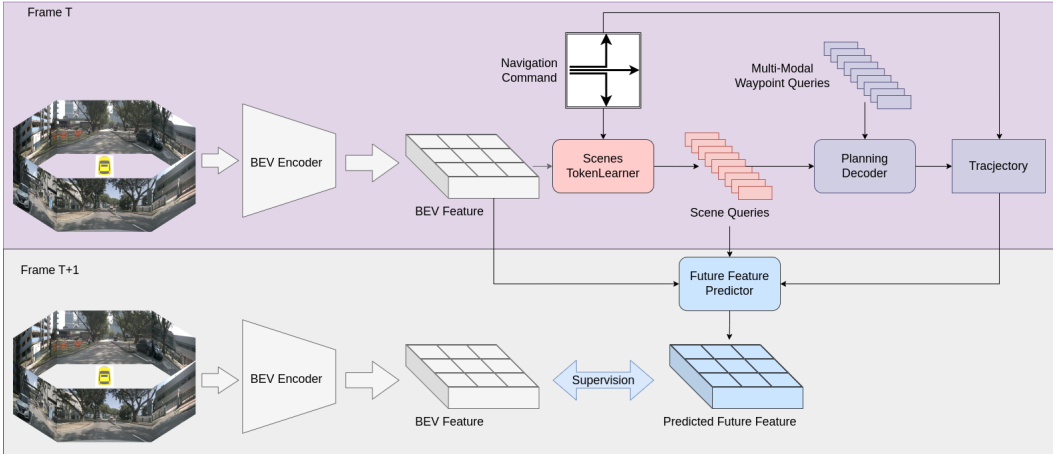 Frame T
Navigation
Command
Multi-Modal
Waypoint Queries
BEV Encoder
BEV Feature
Scenes
TokenLearner
Scene Queries
Planning
Decoder
Tracjectory
Frame T+1
Future Feature
Predictor
BEV Encoder
BEV Feature
Supervision
Predicted Future Feature